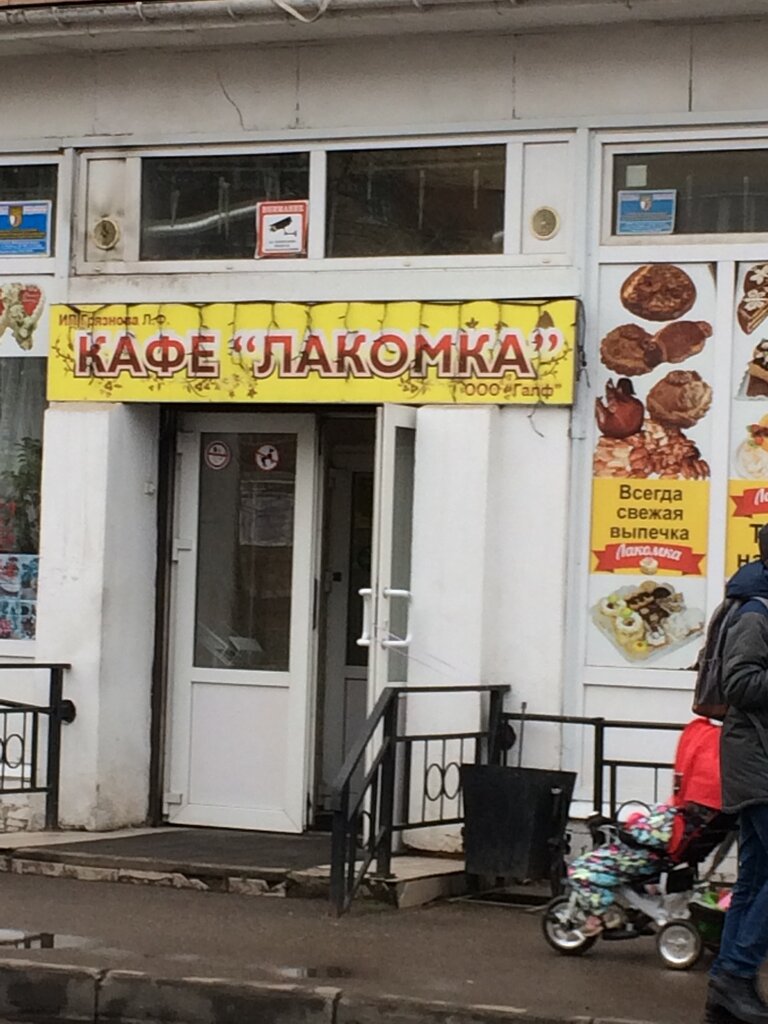 ВНИМАНИЕ
ИП Грязнова Л.Ф.
КАФЕ “ЛАКОМКА”
ООО "Галф"
Всегда
свежая
выпечка
Лакомка